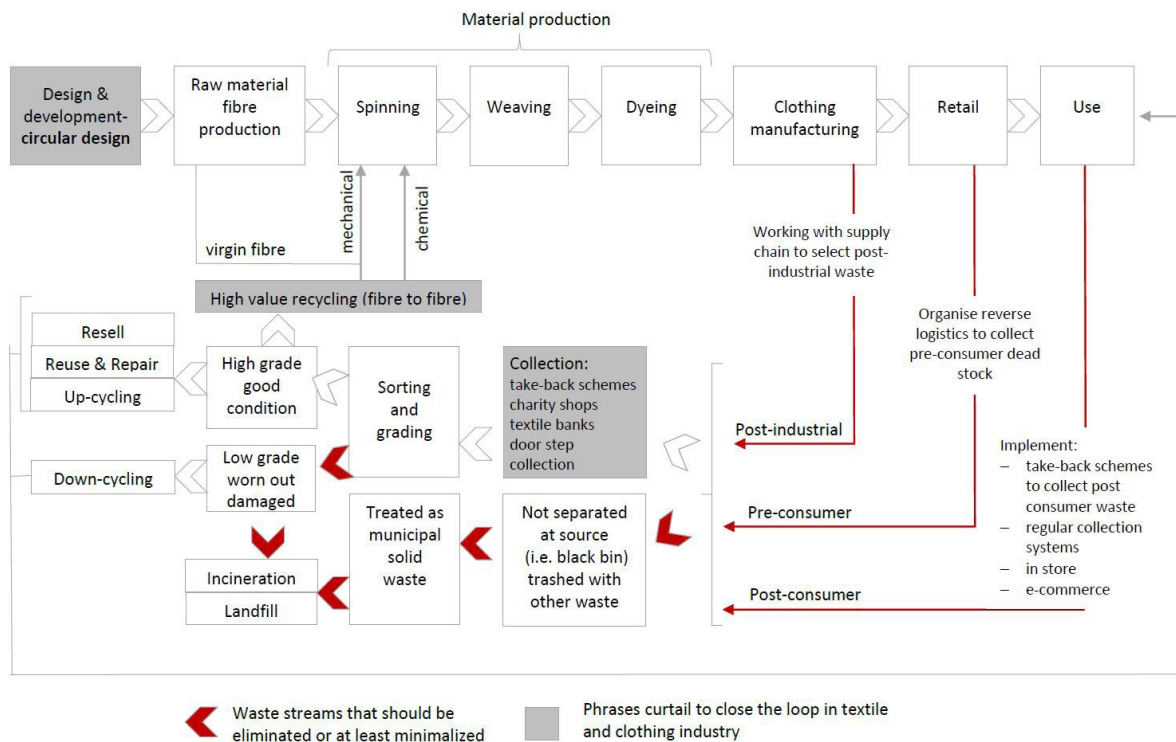 Material production
Design &
development-
circular design
Raw material
fibre
production
Spinning
Weaving
Dyeing
Clothing
manufacturing
Retail
Use
mechanical
chemical
virgin fibre
Working with supply
chain to select post-
industrial waste
High value recycling (fibre to fibre)
Organise reverse
logistics to collect
pre-consumer dead
stock
Resell
Reuse & Repair
Up-cycling
High grade
good
condition
Sorting
and
grading
Collection:
take-back schemes
charity shops
textile banks
door step
collection
Post-industrial
Implement:
– take-back schemes
to collect post
consumer waste
– regular collection
systems
– in store
– e-commerce
Down-cycling
Low grade
worn out
damaged
Pre-consumer
Incineration
Landfill
Treated as
municipal
solid
waste
Not separated
at source
(i.e. black bin)
trashed with
other waste
Post-consumer
Waste streams that should be
eliminated or at least minimalized
Phrases curtail to close the loop in textile
and clothing industry